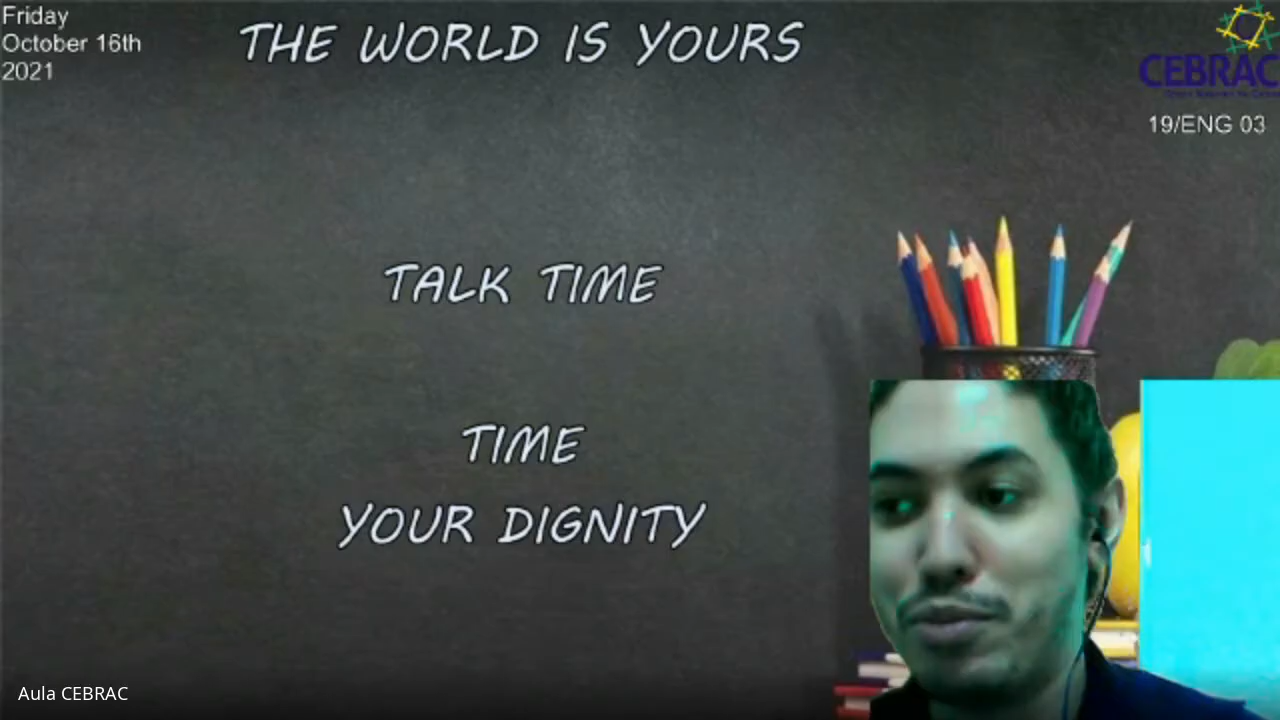 Friday
October 16th
2021
THE WORLD IS YOURS
CEBRAC
19/ENG 03
TALK TIME
TIME
YOUR DIGNITY
Aula CEBRAC